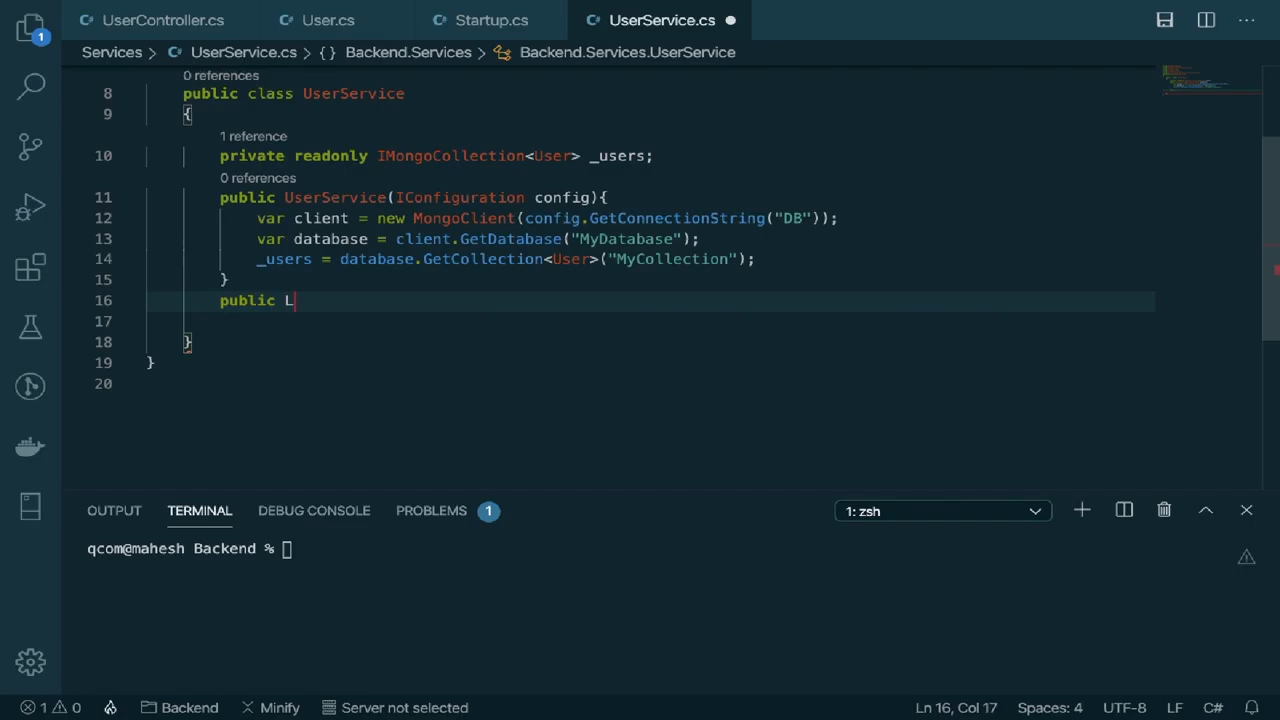 UserController.cs User.cs Startup.cs UserService.cs
1
Services > UserService.cs > {} Backend.Services > Backend.Services.UserService
0 references
8 public class UserService
9 {
1 reference
10 private readonly IMongoCollection<User> _users;
0 references
11 public UserService(IConfiguration config){
12 var client = new MongoClient(config.GetConnectionString("DB"));
13 var database = client.GetDatabase("MyDatabase");
14 _users = database.GetCollection<User>("MyCollection");
15 }
16 public L
17
18 }
19 }
20
OUTPUT TERMINAL DEBUG CONSOLE PROBLEMS 1 1: zsh
qcom@mahesh Backend %
1 0 Backend Minify Server not selected Ln 16, Col 17 Spaces: 4 UTF-8 LF C#